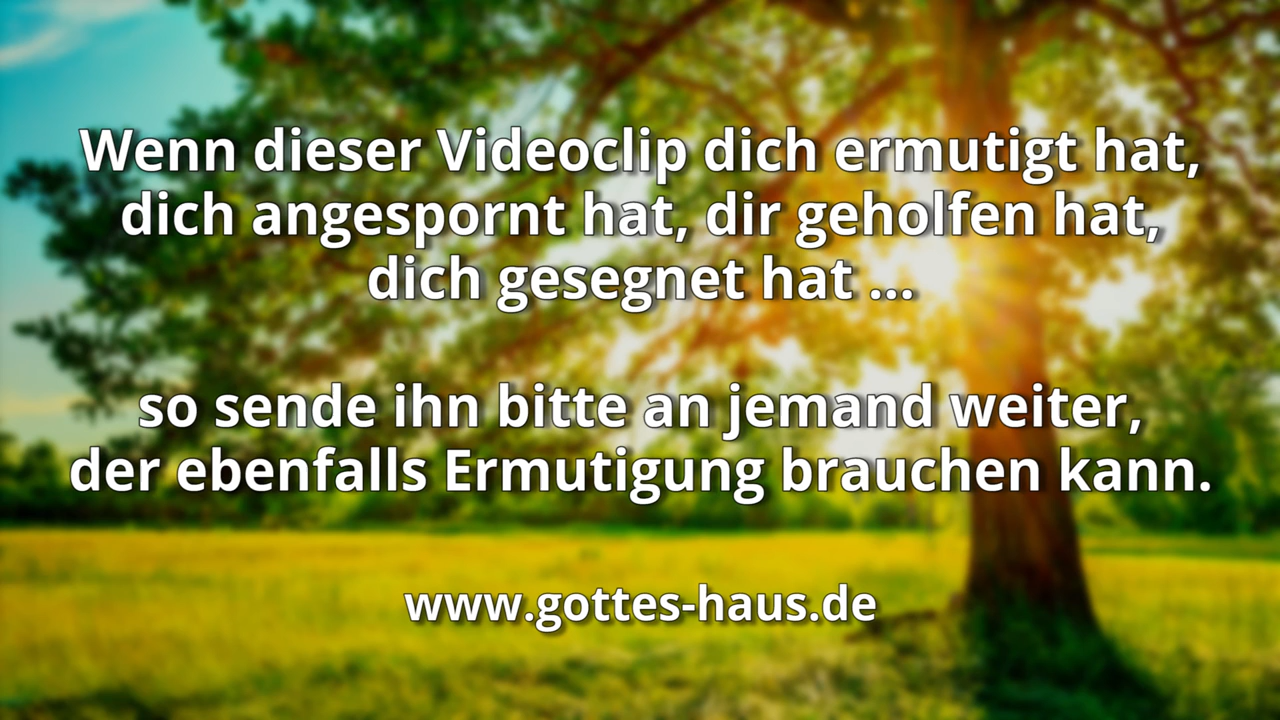 Wenn dieser Videoclip dich ermutigt hat,
dich angespornt hat, dir geholfen hat,
dich gesegnet hat ...
so sende ihn bitte an jemand weiter,
der ebenfalls Ermutigung brauchen kann.
www.gottes-haus.de